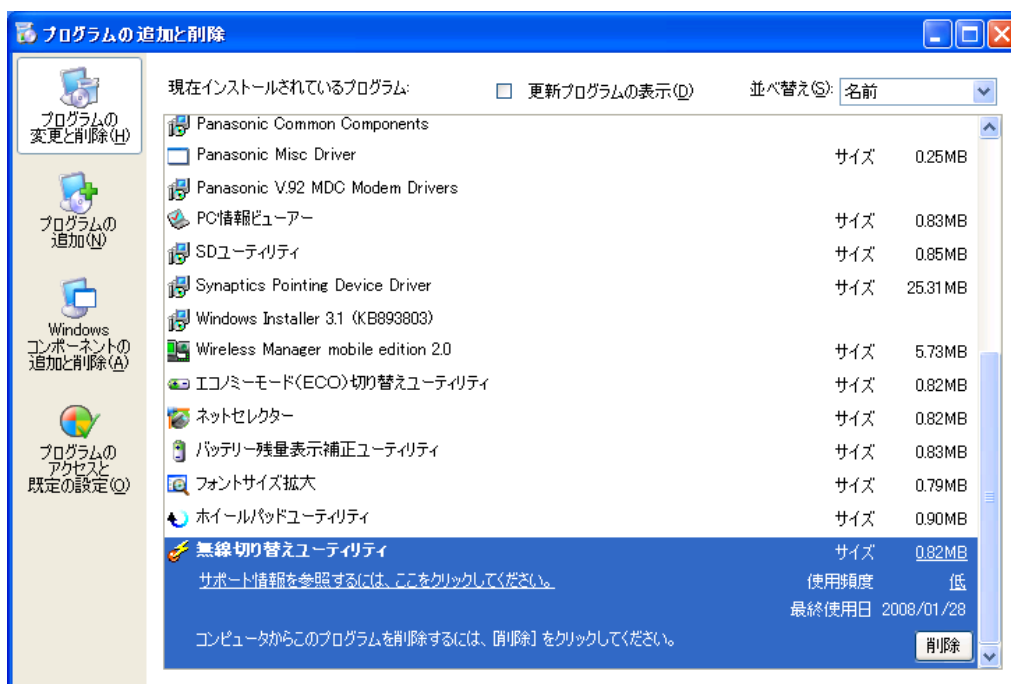 プログラムの追加と削除
プログラムの
変更と削除(H)
プログラムの
追加(N)
Windows
コンポーネントの
追加と削除(A)
プログラムの
アクセスと
既定の設定(O)
現在インストールされているプログラム:
更新プログラムの表示(D)
並べ替え(S): 名前
Panasonic Common Components
Panasonic Misc Driver サイズ 0.25MB
Panasonic V.92 MDC Modem Drivers
PC情報ビューアー サイズ 0.83MB
SDユーティリティ サイズ 0.85MB
Synaptics Pointing Device Driver サイズ 25.31MB
Windows Installer 3.1 (KB893803)
Wireless Manager mobile edition 2.0 サイズ 5.73MB
エコノミーモード(ECO)切り替えユーティリティ サイズ 0.82MB
ネットセレクター サイズ 0.82MB
バッテリー残量表示補正ユーティリティ サイズ 0.83MB
フォントサイズ拡大 サイズ 0.79MB
ホイールパッドユーティリティ サイズ 0.90MB
無線切り替えユーティリティ サイズ 0.82MB
サポート情報を参照するには、ここをクリックしてください。 使用頻度 低
最終使用日 2008/01/28
コンピュータからこのプログラムを削除するには、[削除] をクリックしてください。 削除